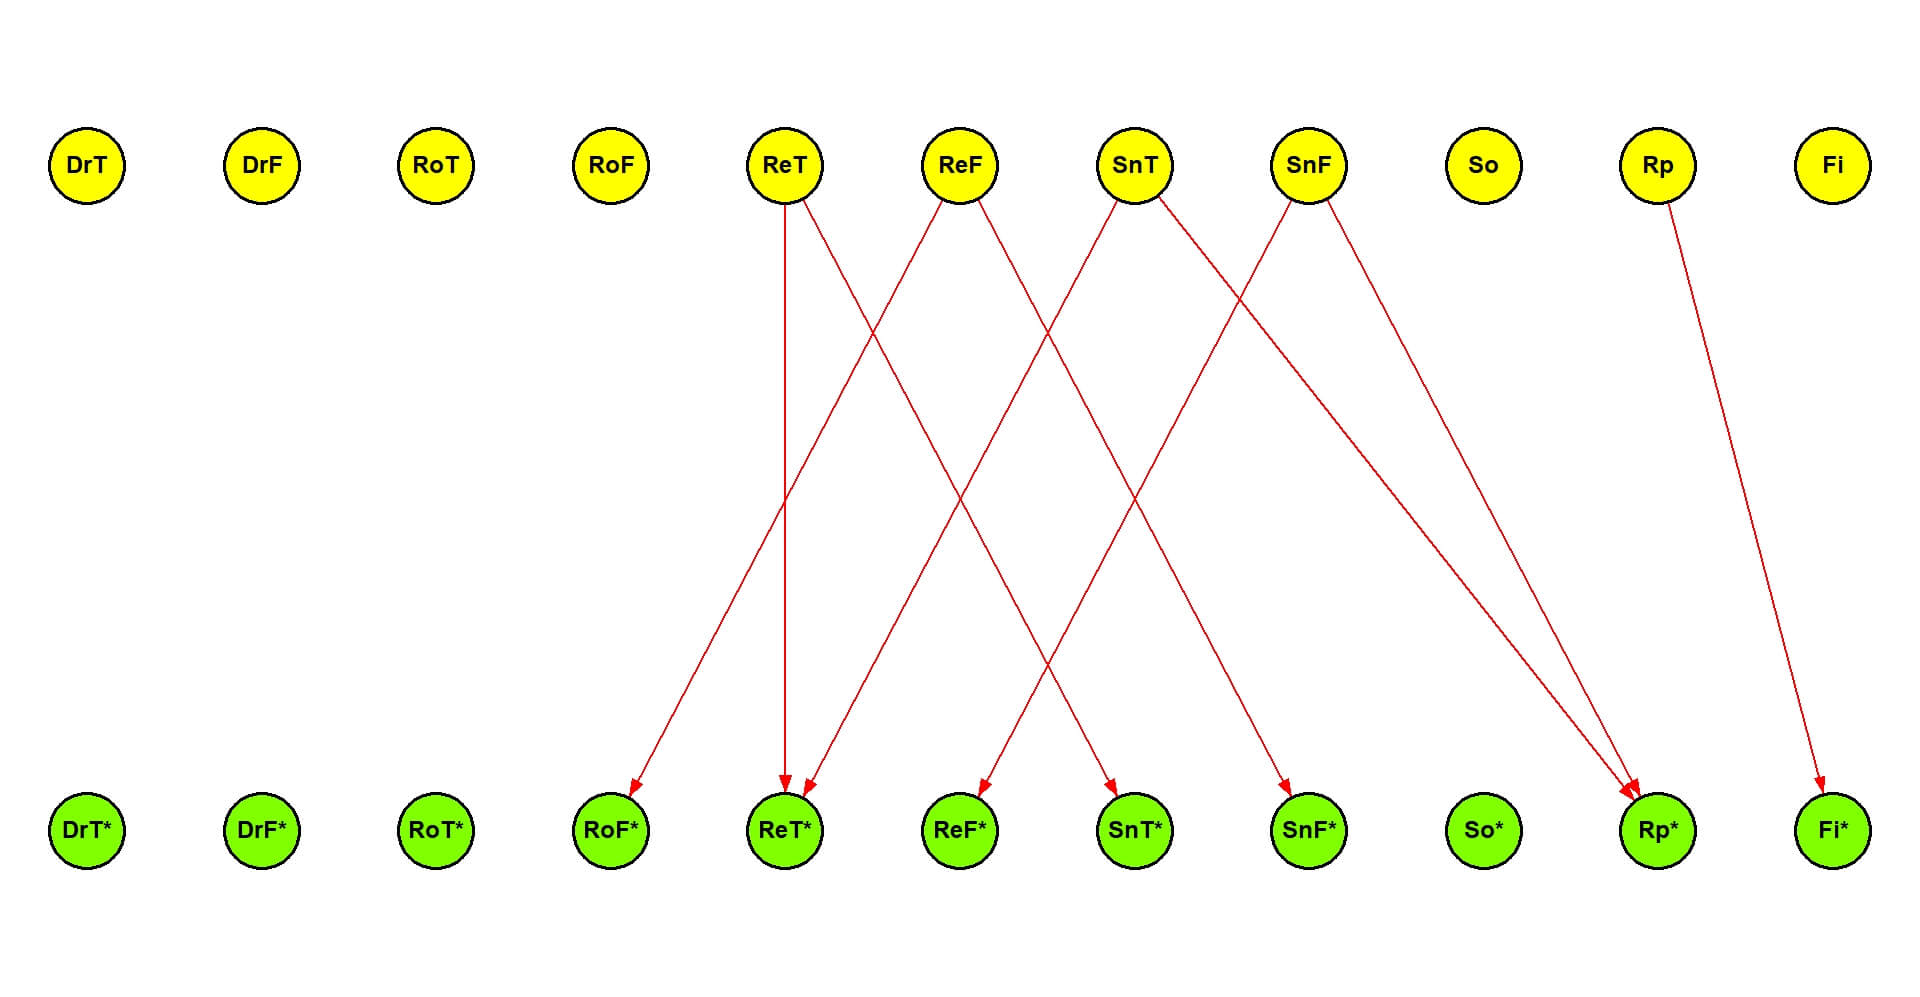 DrT DrF RoT RoF ReT ReF SnT SnF So Rp Fi
DrT* DrF* RoT* RoF* ReT* ReF* SnT* SnF* So* Rp* Fi*